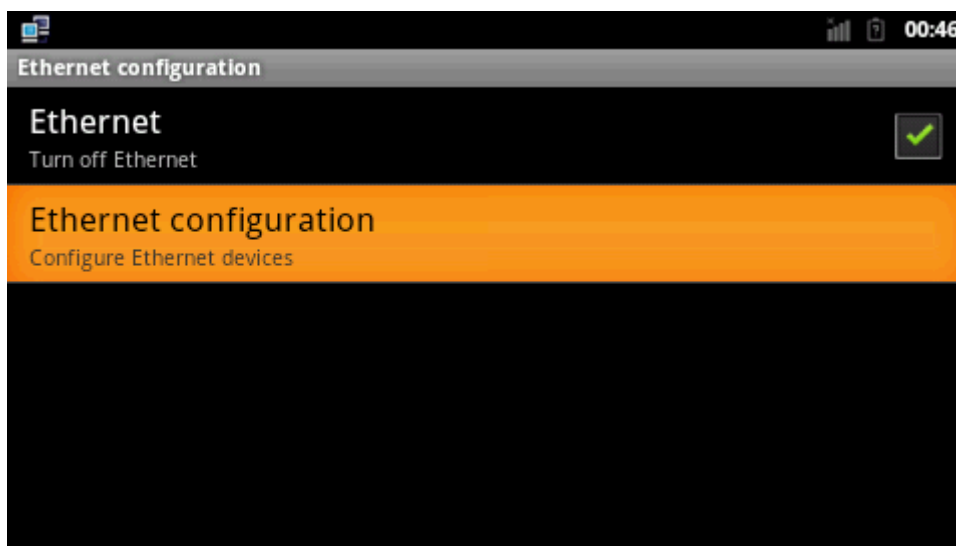 00:46
Ethernet configuration
Ethernet
Turn off Ethernet
Ethernet configuration
Configure Ethernet devices